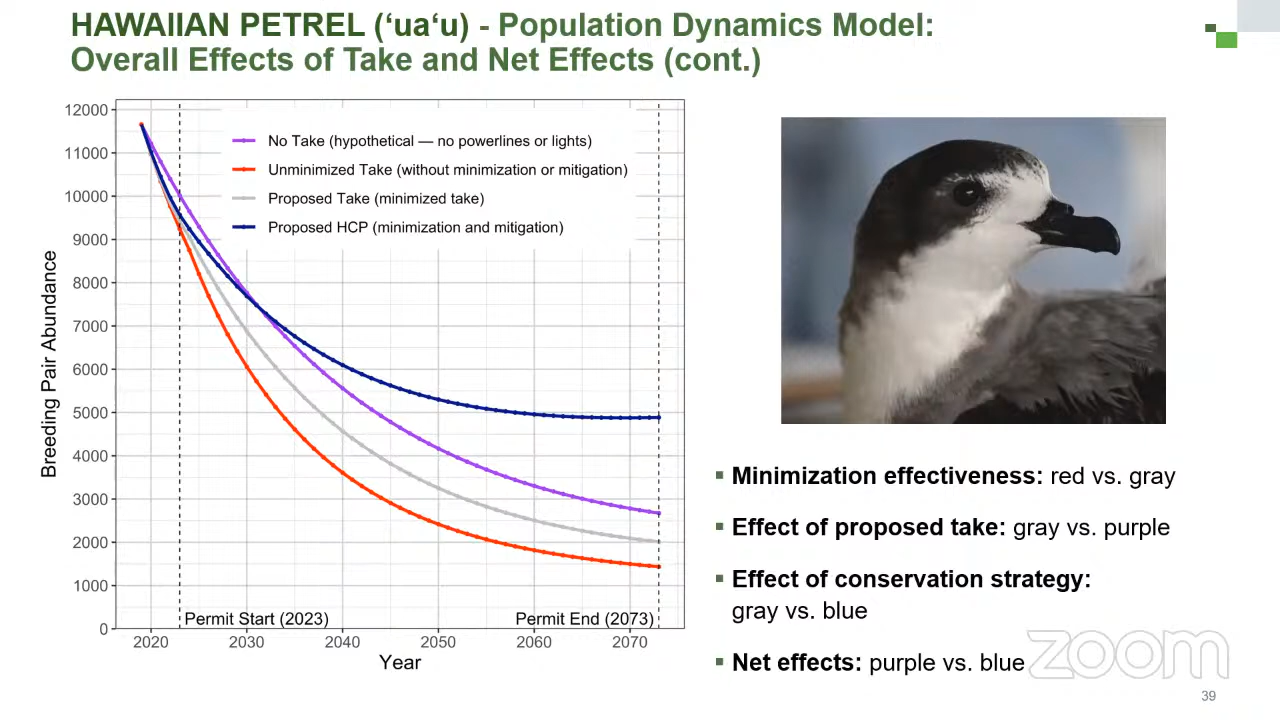 HAWAIIAN PETREL (ʻuaʻu) - Population Dynamics Model:
Overall Effects of Take and Net Effects (cont.)
12000
11000
10000
9000
8000
7000
6000
5000
4000
3000
2000
1000
0
Breeding Pair Abundance
No Take (hypothetical — no powerlines or lights)
Unminimized Take (without minimization or mitigation)
Proposed Take (minimized take)
Proposed HCP (minimization and mitigation)
Permit Start (2023)
Permit End (2073)
2020 2030 2040 2050 2060 2070
Year
▪ Minimization effectiveness: red vs. gray
▪ Effect of proposed take: gray vs. purple
▪ Effect of conservation strategy:
gray vs. blue
▪ Net effects: purple vs. blue
zoom
39